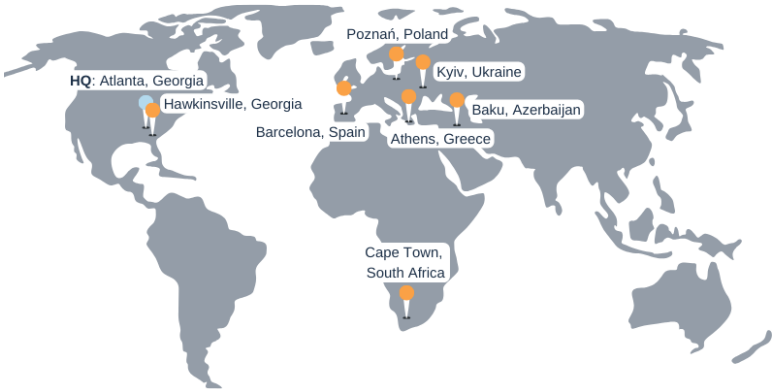 Poznań, Poland
Kyiv, Ukraine
HQ: Atlanta, Georgia
Hawkinsville, Georgia
Baku, Azerbaijan
Barcelona, Spain
Athens, Greece
Cape Town,
South Africa